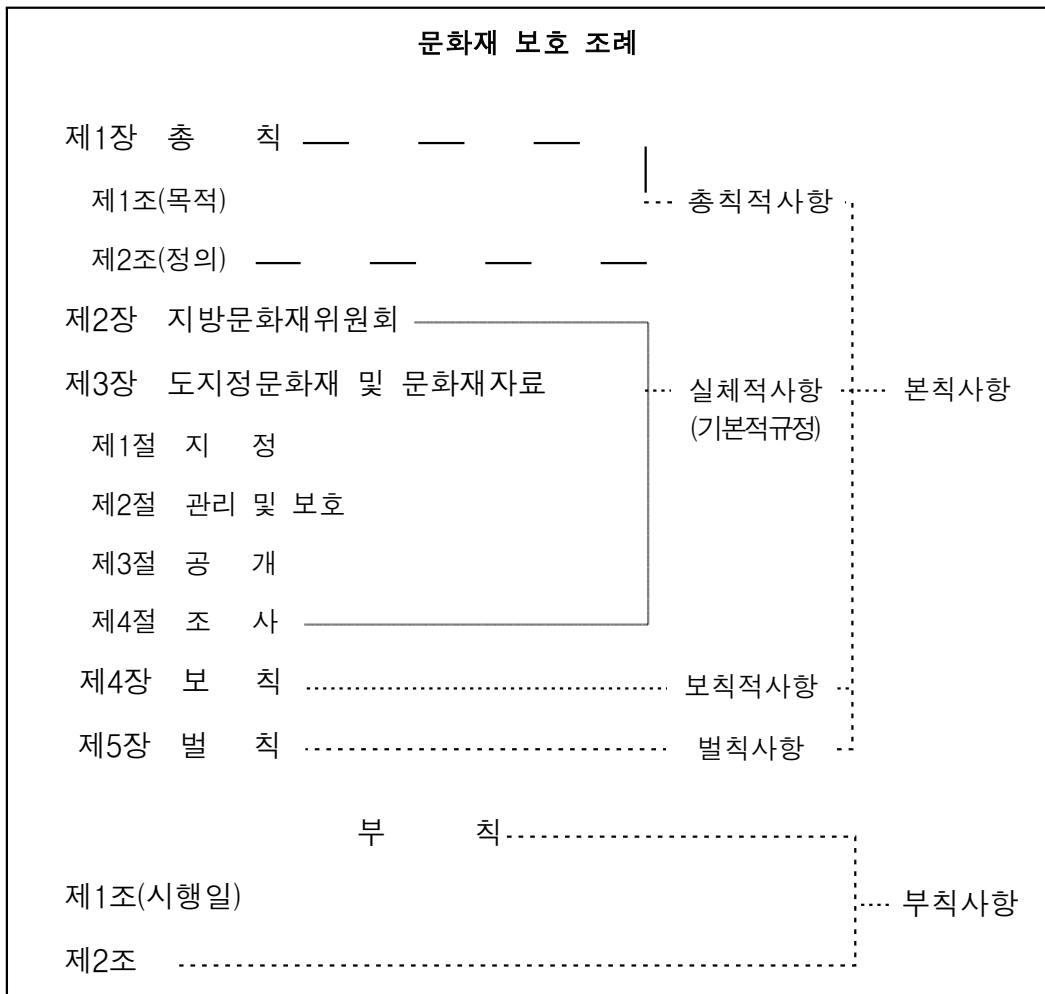 문화재 보호 조례
제1장 총 칙
제1조(목적) 총칙적사항
제2조(정의)
제2장 지방문화재위원회
제3장 도지정문화재 및 문화재자료 실체적사항 본칙사항
(기본적규정)
제1절 지 정
제2절 관리 및 보호
제3절 공 개
제4절 조 사
제4장 보 칙 보칙적사항
제5장 벌 칙 벌칙사항
부 칙
제1조(시행일) 부칙사항
제2조